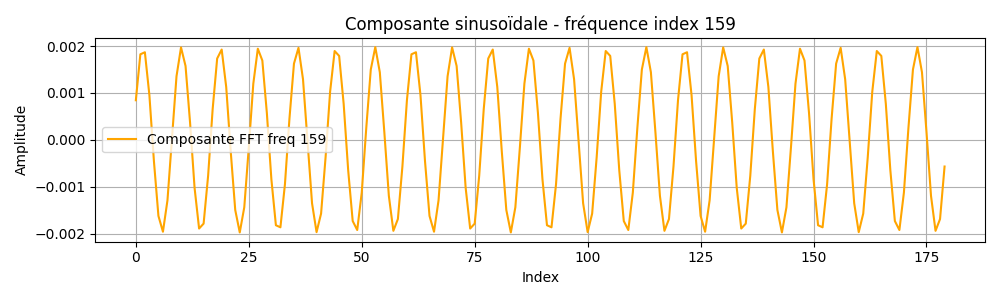 Composante sinusoïdale - fréquence index 159
Amplitude
0.002
0.001
0.000
−0.001
−0.002
Composante FFT freq 159
0 25 50 75 100 125 150 175
Index